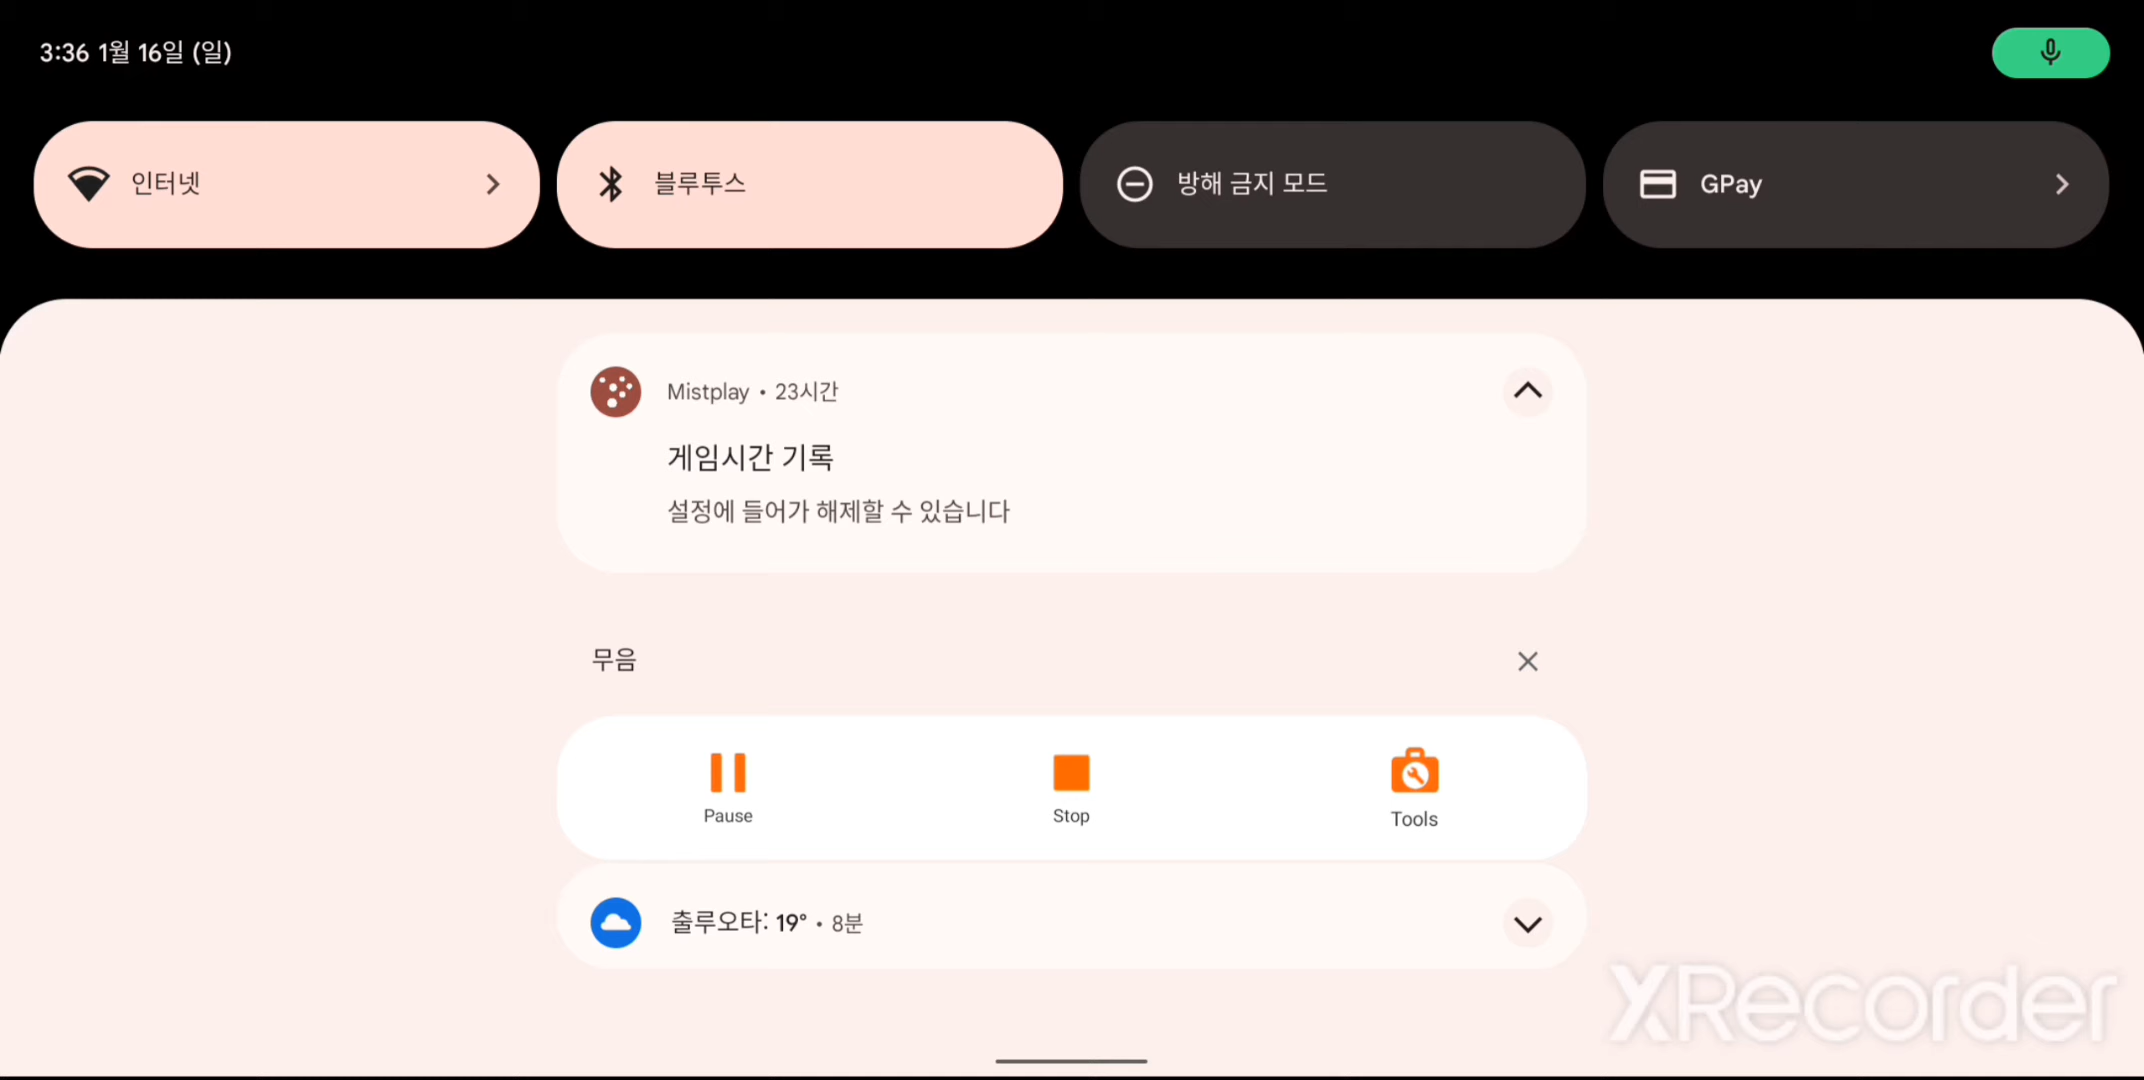 3:36 1월 16일 (일)
인터넷
블루투스
방해 금지 모드
GPay
Mistplay • 23시간
게임시간 기록
설정에 들어가 해제할 수 있습니다
무음
Pause
Stop
Tools
출루오타: 19° • 8분
XRecorder